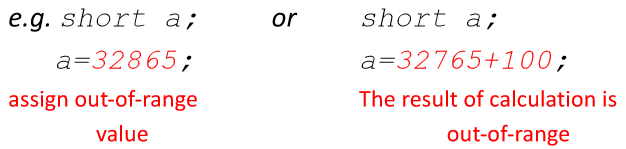 e.g. short a; or short a;
a=32865; a=32765+100;
assign out-of-range The result of calculation is
value out-of-range